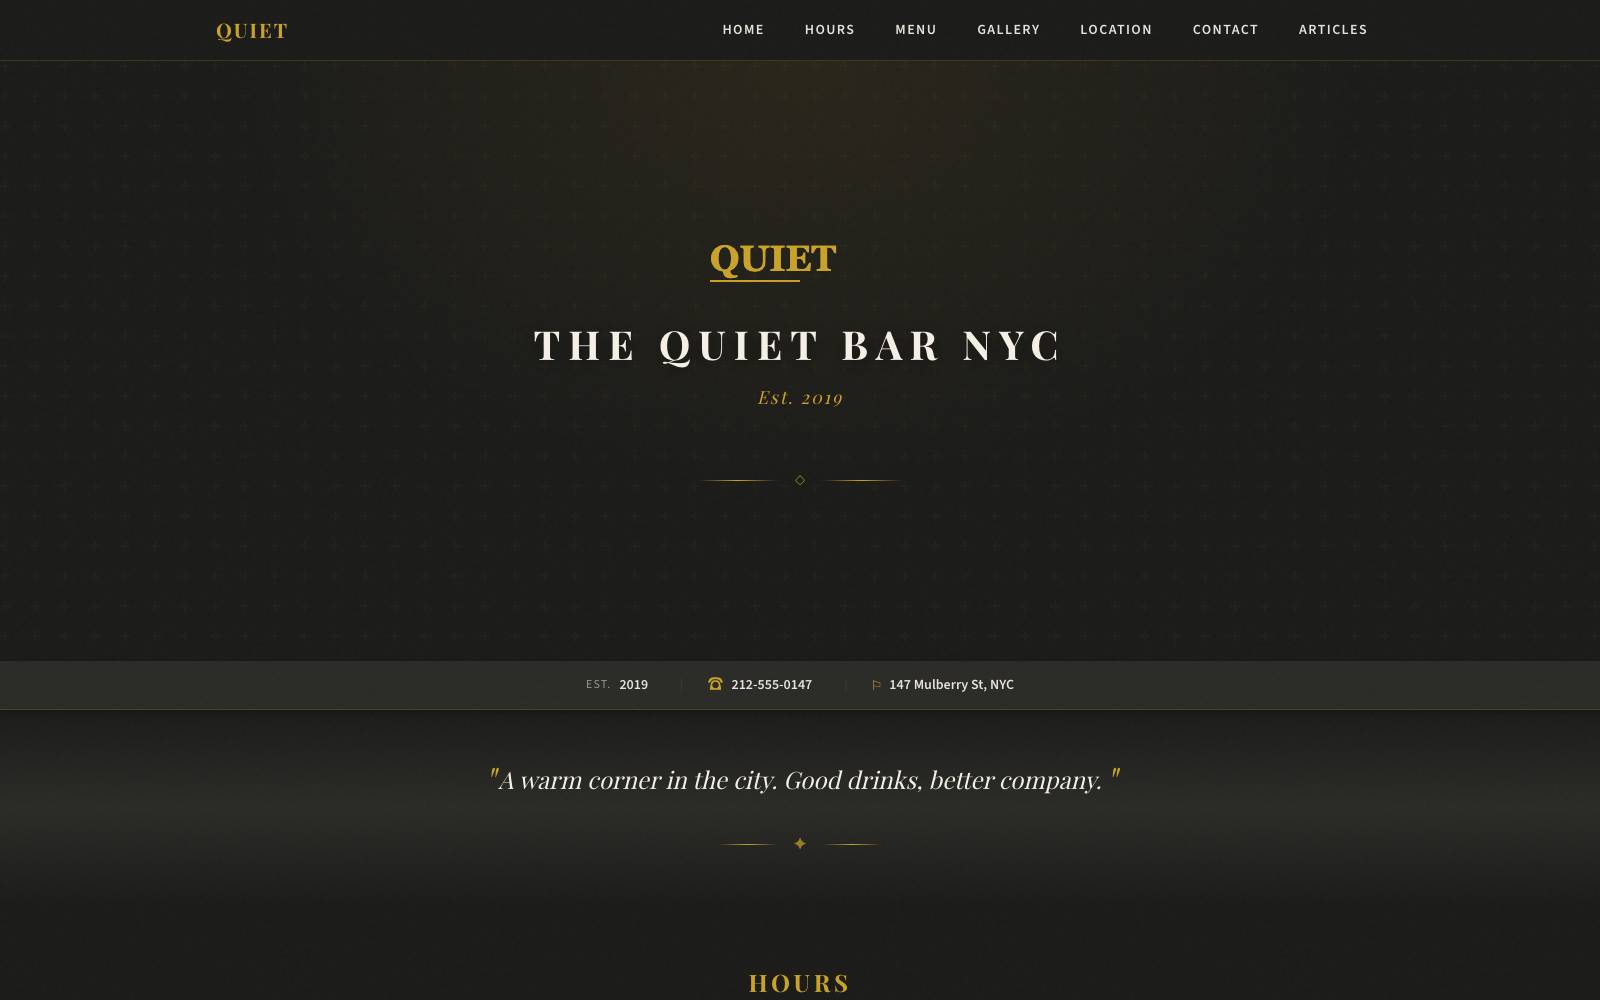 QUIET
HOME HOURS MENU GALLERY LOCATION CONTACT ARTICLES
QUIET
THE QUIET BAR NYC
Est. 2019
EST. 2019 212-555-0147 147 Mulberry St, NYC
"A warm corner in the city. Good drinks, better company. "
HOURS